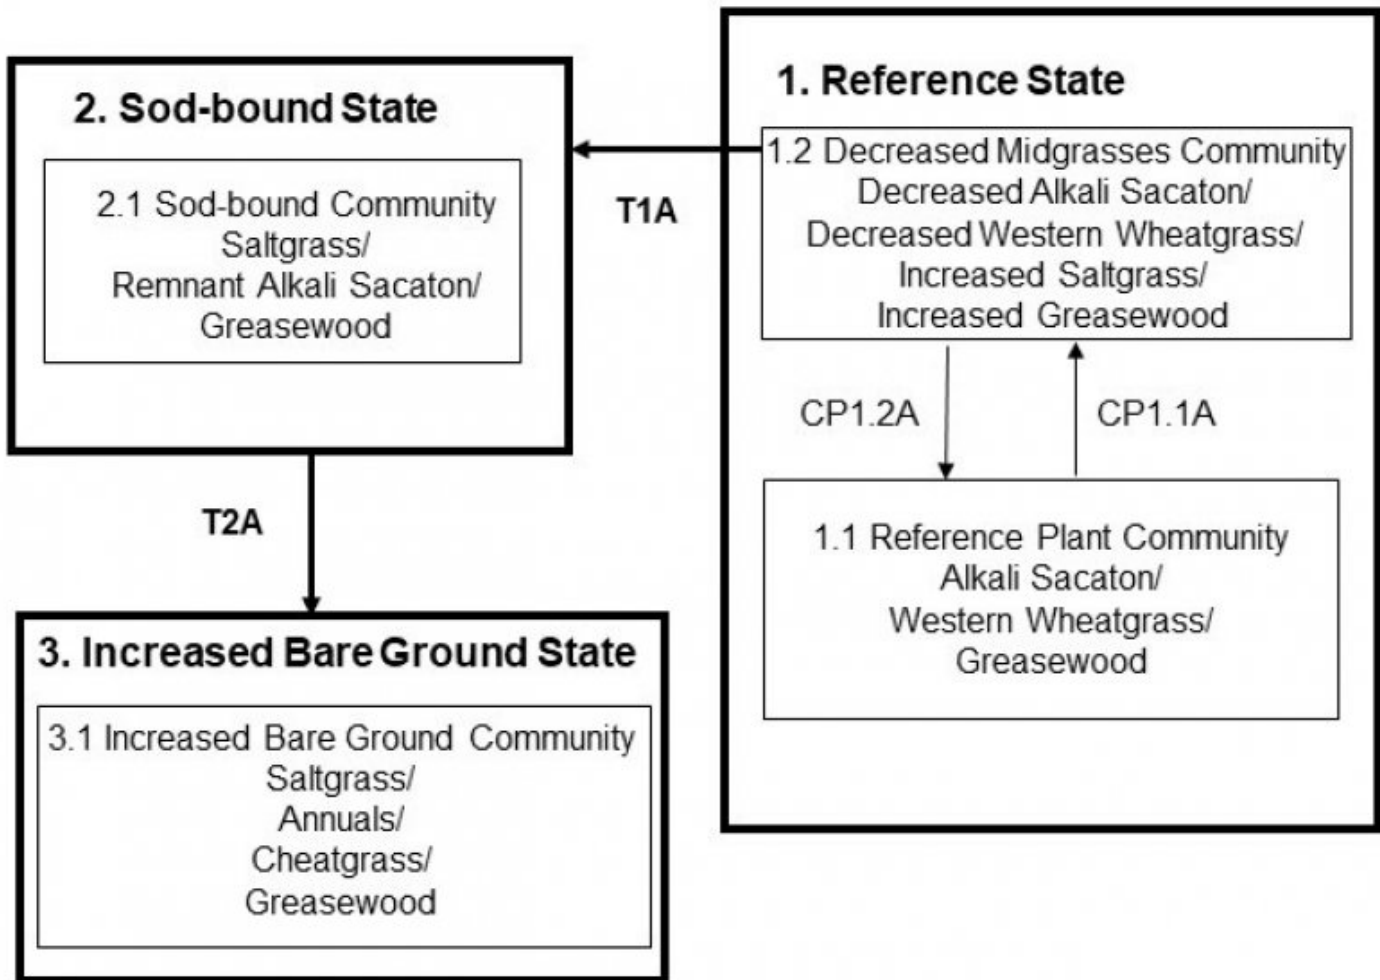 1. Reference State
1.2 Decreased Midgrasses Community
Decreased Alkali Sacaton/
Decreased Western Wheatgrass/
Increased Saltgrass/
Increased Greasewood
CP1.2A
CP1.1A
1.1 Reference Plant Community
Alkali Sacaton/
Western Wheatgrass/
Greasewood
T1A
2. Sod-bound State
2.1 Sod-bound Community
Saltgrass/
Remnant Alkali Sacaton/
Greasewood
T2A
3. Increased Bare Ground State
3.1 Increased Bare Ground Community
Saltgrass/
Annuals/
Cheatgrass/
Greasewood